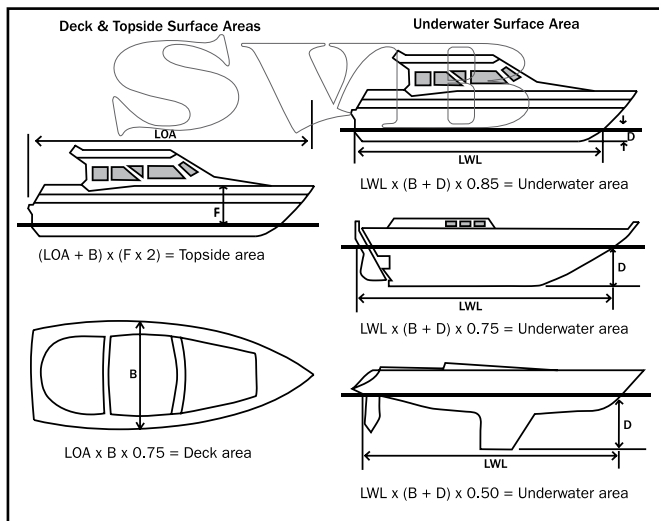 Deck & Topside Surface Areas
SVB
LOA
F
(LOA + B) x (F x 2) = Topside area
B
LOA x B x 0.75 = Deck area
Underwater Surface Area
D
LWL
LWL x (B + D) x 0.85 = Underwater area
D
LWL
LWL x (B + D) x 0.75 = Underwater area
D
LWL
LWL x (B + D) x 0.50 = Underwater area